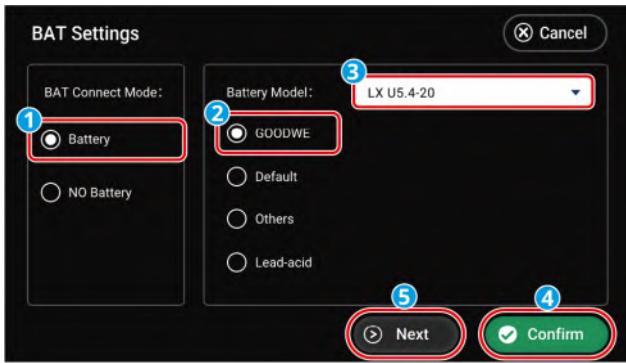 BAT Settings
Cancel
BAT Connect Mode:
1
Battery
NO Battery
Battery Model:
3
LX U5.4-20
2
GOODWE
Default
Others
Lead-acid
5
Next
4
Confirm